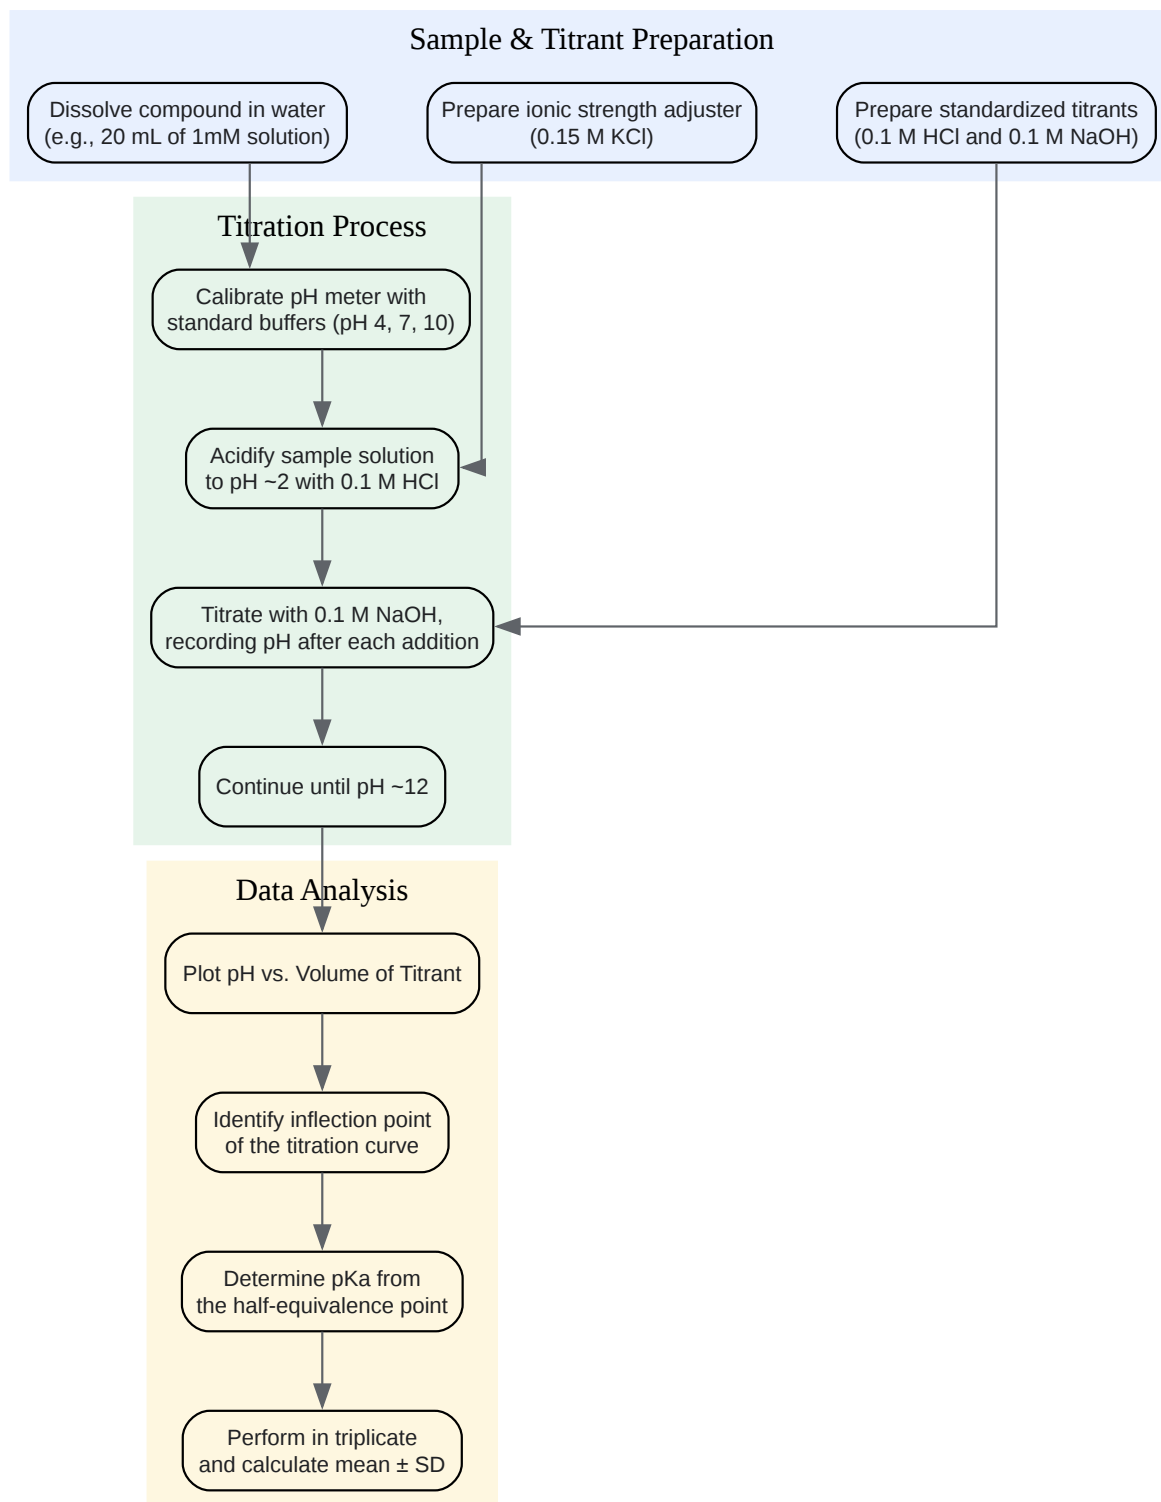 Sample & Titrant Preparation
Dissolve compound in water
(e.g., 20 mL of 1mM solution)
Prepare ionic strength adjuster
(0.15 M KCl)
Prepare standardized titrants
(0.1 M HCl and 0.1 M NaOH)
Titration Process
Calibrate pH meter with
standard buffers (pH 4, 7, 10)
Acidify sample solution
to pH ~2 with 0.1 M HCl
Titrate with 0.1 M NaOH,
recording pH after each addition
Continue until pH ~12
Data Analysis
Plot pH vs. Volume of Titrant
Identify inflection point
of the titration curve
Determine pKa from
the half-equivalence point
Perform in triplicate
and calculate mean ± SD